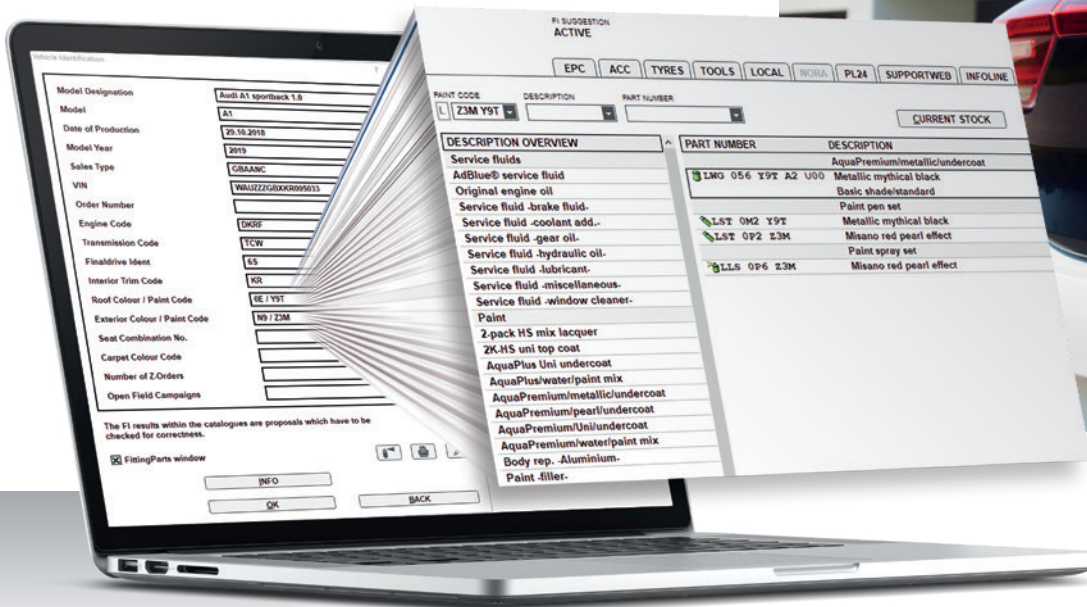 Vehicle Identification
?
Model Designation Audi A1 sportback 1.0
Model A1
Date of Production 29.10.2018
Model Year 2019
Sales Type GBAANC
VIN WAUZZZGBXKR005033
Order Number
Engine Code DKRF
Transmission Code TCW
Finaldrive Ident 6S
Interior Trim Code KR
Roof Colour / Paint Code 0E / Y9T
Exterior Colour / Paint Code N9 / Z3M
Seat Combination No.
Carpet Colour Code
Number of Z-Orders
Open Field Campaigns
The FI results within the catalogues are proposals which have to be
checked for correctness.
FittingParts window
INFO
OK BACK
FI SUGGESTION
ACTIVE
EPC ACC TYRES TOOLS LOCAL NORA PL24 SUPPORTWEB INFOLINE
PAINT CODE DESCRIPTION PART NUMBER
L Z3M Y9T CURRENT STOCK
DESCRIPTION OVERVIEW
Service fluids
AdBlue® service fluid
Original engine oil
Service fluid -brake fluid-
Service fluid -coolant add.-
Service fluid -gear oil-
Service fluid -hydraulic oil-
Service fluid -lubricant-
Service fluid -miscellaneous-
Service fluid -window cleaner-
Paint
2-pack HS mix lacquer
2K-HS uni top coat
AquaPlus Uni undercoat
AquaPlus/water/paint mix
AquaPremium/metallic/undercoat
AquaPremium/pearl/undercoat
AquaPremium/Uni/undercoat
AquaPremium/water/paint mix
Body rep. -Aluminium-
Paint -filler-
PART NUMBER DESCRIPTION
AquaPremium/metallic/undercoat
LWG 056 Y9T A2 U00 Metallic mythical black
Basic shade/standard
Paint pen set
LST 0M2 Y9T Metallic mythical black
LST 0P2 Z3M Misano red pearl effect
Paint spray set
LLS 0P6 Z3M Misano red pearl effect